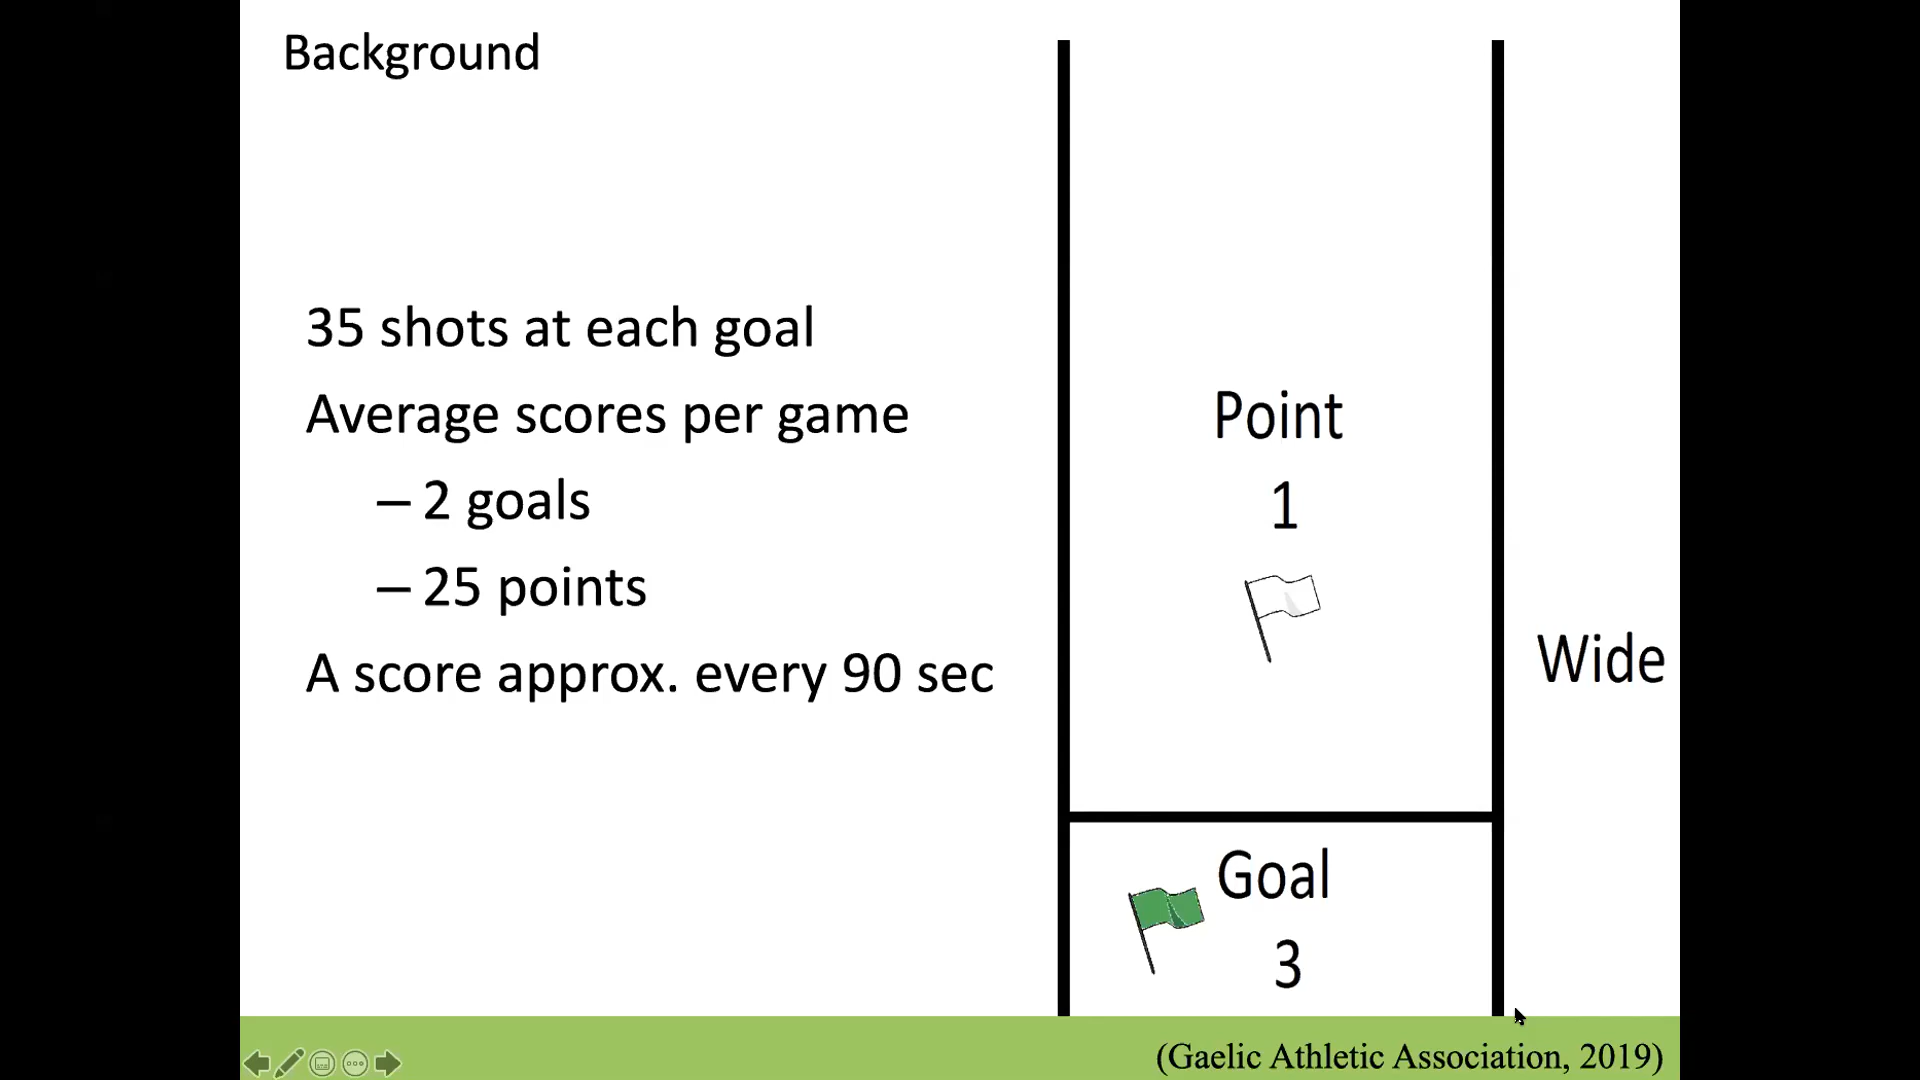 Background
35 shots at each goal
Average scores per game
– 2 goals
– 25 points
A score approx. every 90 sec
Point
1
Wide
Goal
3
(Gaelic Athletic Association, 2019)